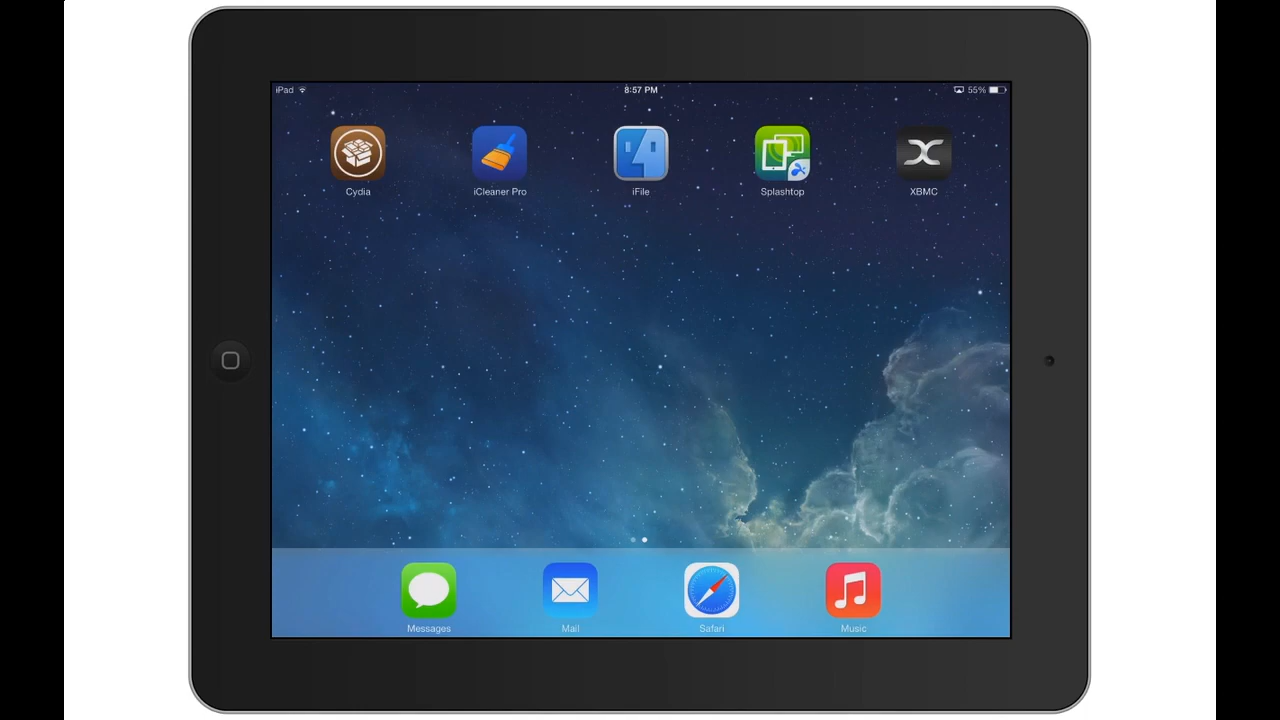 iPad 8:57 PM 55%
Cydia iCleaner Pro iFile Splashtop XBMC
Messages Mail Safari Music